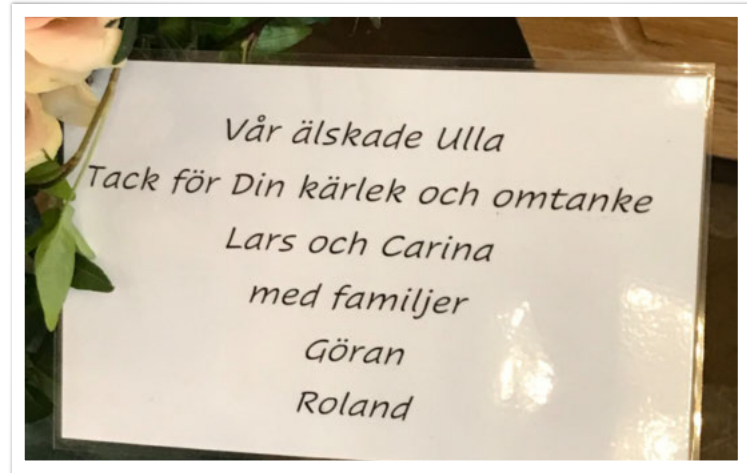 Vår älskade Ulla
Tack för Din kärlek och omtanke
Lars och Carina
med familjer
Göran
Roland